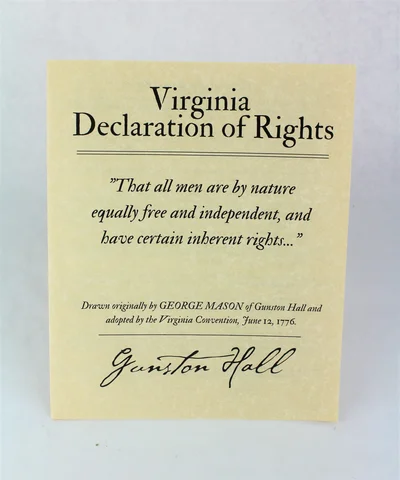 Virginia
Declaration of Rights
"That all men are by nature
equally free and independent, and
have certain inherent rights..."
Drawn originally by GEORGE MASON of Gunston Hall and
adopted by the Virginia Convention, June 12, 1776.
Gunston Hall